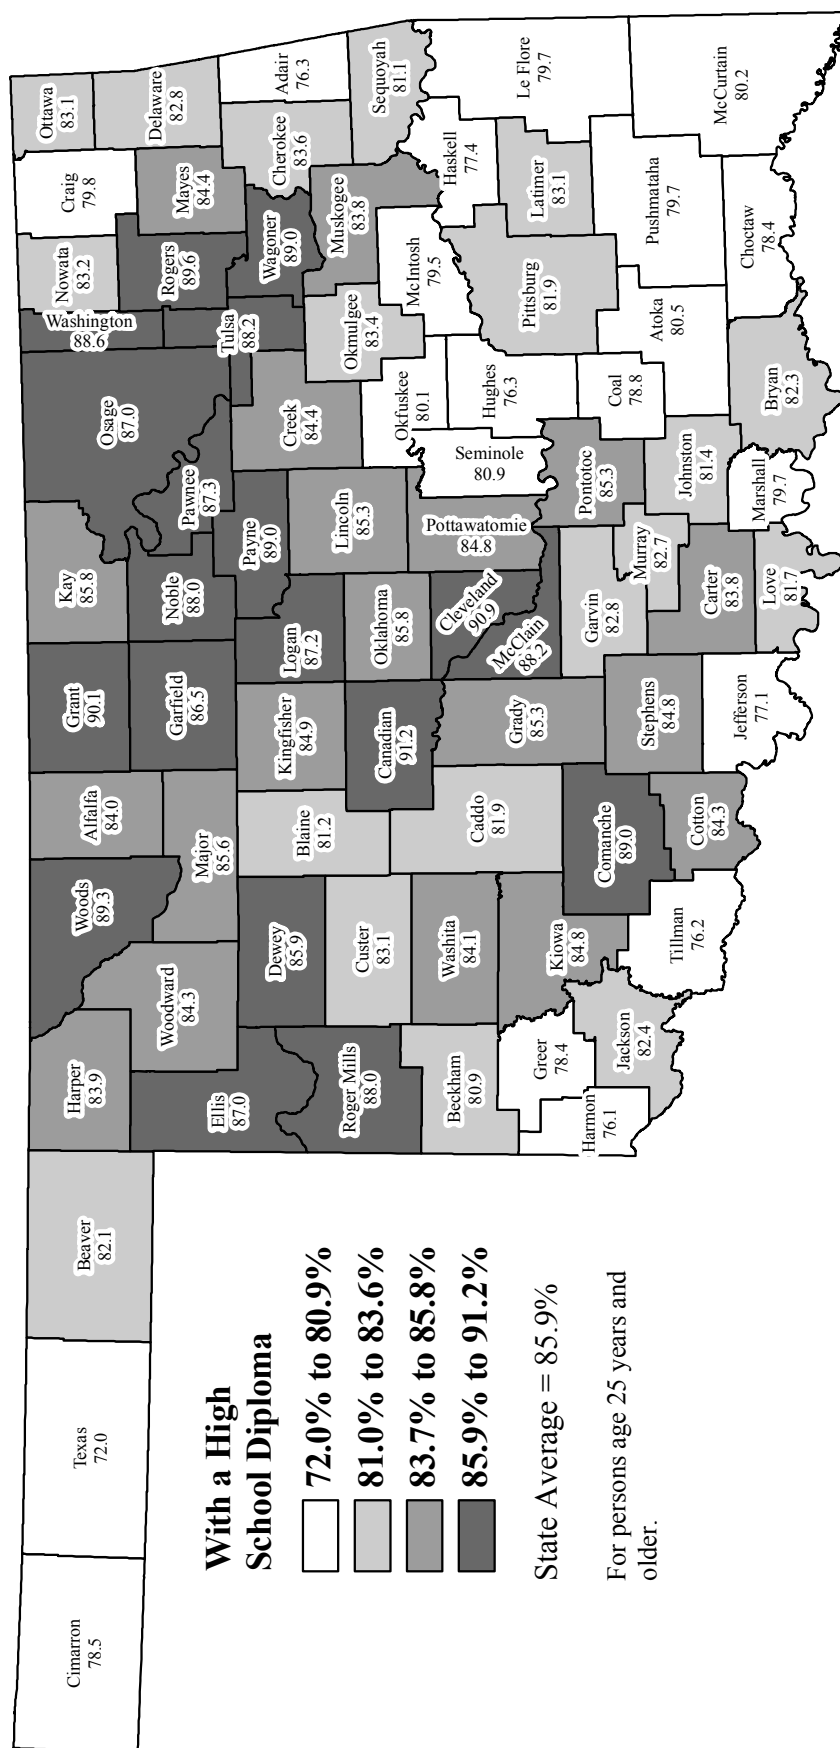 Cimarron
78.5
Texas
72.0
Beaver
82.1
Harper
83.9
Woods
89.3
Alfalfa
84.0
Grant
90.1
Kay
85.8
Osage
87.0
Washington
88.6
Nowata
83.2
Craig
79.8
Ottawa
83.1
Ellis
87.0
Woodward
84.3
Major
85.6
Garfield
86.5
Noble
88.0
Pawnee
87.3
Tulsa
88.2
Rogers
89.6
Mayes
84.4
Delaware
82.8
Roger Mills
88.0
Dewey
85.9
Blaine
81.2
Kingfisher
84.9
Logan
87.2
Payne
89.0
Creek
84.4
Wagoner
89.0
Cherokee
83.6
Adair
76.3
Beckham
80.9
Custer
83.1
Canadian
91.2
Oklahoma
85.8
Lincoln
85.3
Okfuskee
80.1
Okmulgee
83.4
Muskogee
83.8
Sequoyah
81.1
Washita
84.1
Caddo
81.9
Grady
85.3
Cleveland
90.9
McClain
88.2
Pottawatomie
84.8
Seminole
80.9
Hughes
76.3
McIntosh
79.5
Haskell
77.4
Le Flore
79.7
Harmon
76.1
Greer
78.4
Kiowa
84.8
Comanche
89.0
Stephens
84.8
Garvin
82.8
Murray
82.7
Pontotoc
85.3
Coal
78.8
Pittsburg
81.9
Latimer
83.1
Jackson
82.4
Tillman
76.2
Cotton
84.3
Jefferson
77.1
Carter
83.8
Love
81.7
Johnston
81.4
Marshall
79.7
Atoka
80.5
Bryan
82.3
Pushmataha
79.7
Choctaw
78.4
McCurtain
80.2
With a High
School Diploma
72.0% to 80.9%
81.0% to 83.6%
83.7% to 85.8%
85.9% to 91.2%
State Average = 85.9%
For persons age 25 years and
older.